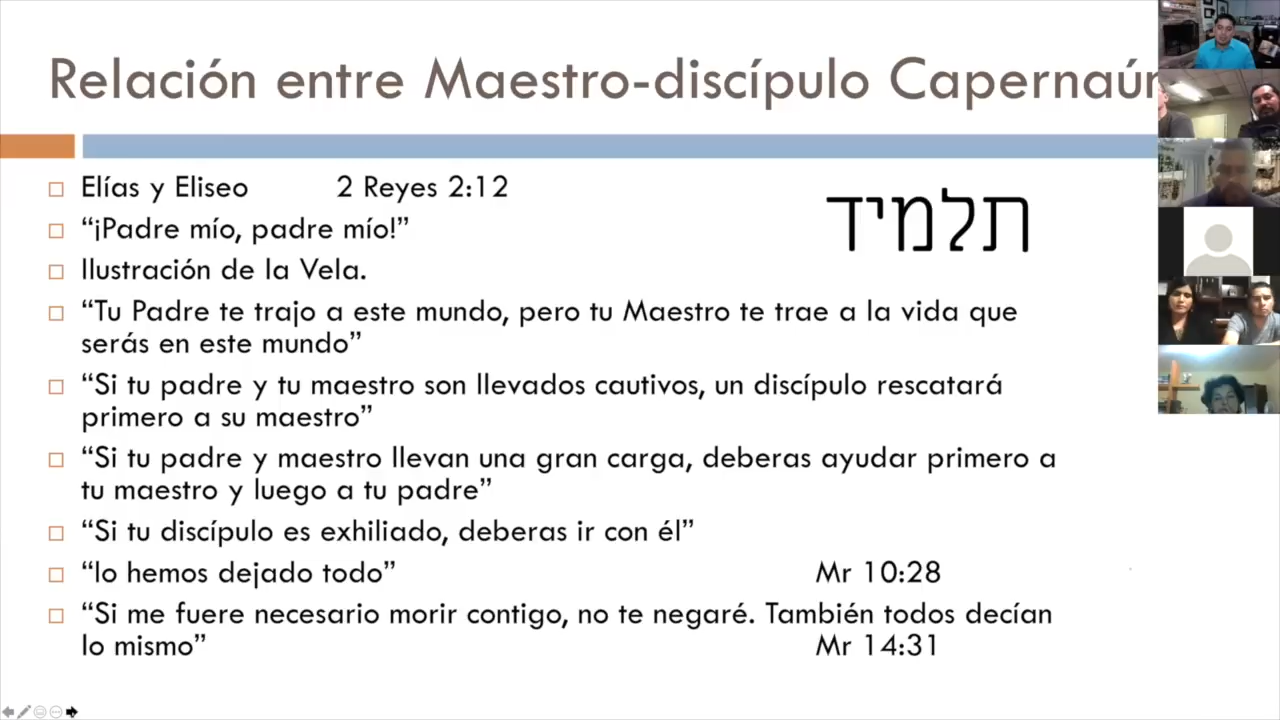 Relación entre Maestro-discípulo Capernaúm
Elías y Eliseo 2 Reyes 2:12
תלמיד
“¡Padre mío, padre mío!”
Ilustración de la Vela.
“Tu Padre te trajo a este mundo, pero tu Maestro te trae a la vida que
serás en este mundo”
“Si tu padre y tu maestro son llevados cautivos, un discípulo rescatará
primero a su maestro”
“Si tu padre y maestro llevan una gran carga, deberas ayudar primero a
tu maestro y luego a tu padre”
“Si tu discípulo es exhiliado, deberas ir con él”
“lo hemos dejado todo” Mr 10:28
“Si me fuere necesario morir contigo, no te negaré. También todos decían
lo mismo” Mr 14:31